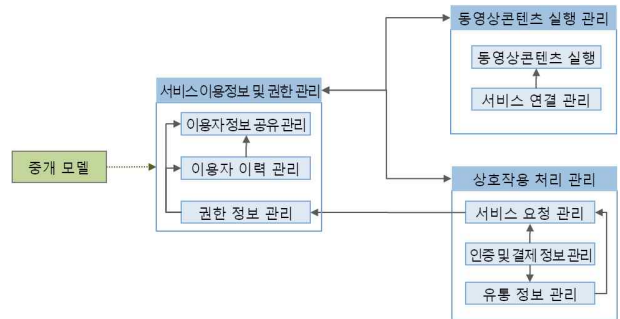 동영상콘텐츠 실행 관리
동영상콘텐츠 실행
서비스 연결 관리
서비스이용정보 및 권한 관리
이용자정보 공유 관리
이용자 이력 관리
권한 정보 관리
중개 모델
상호작용 처리 관리
서비스 요청 관리
인증 및 결제 정보 관리
유통 정보 관리